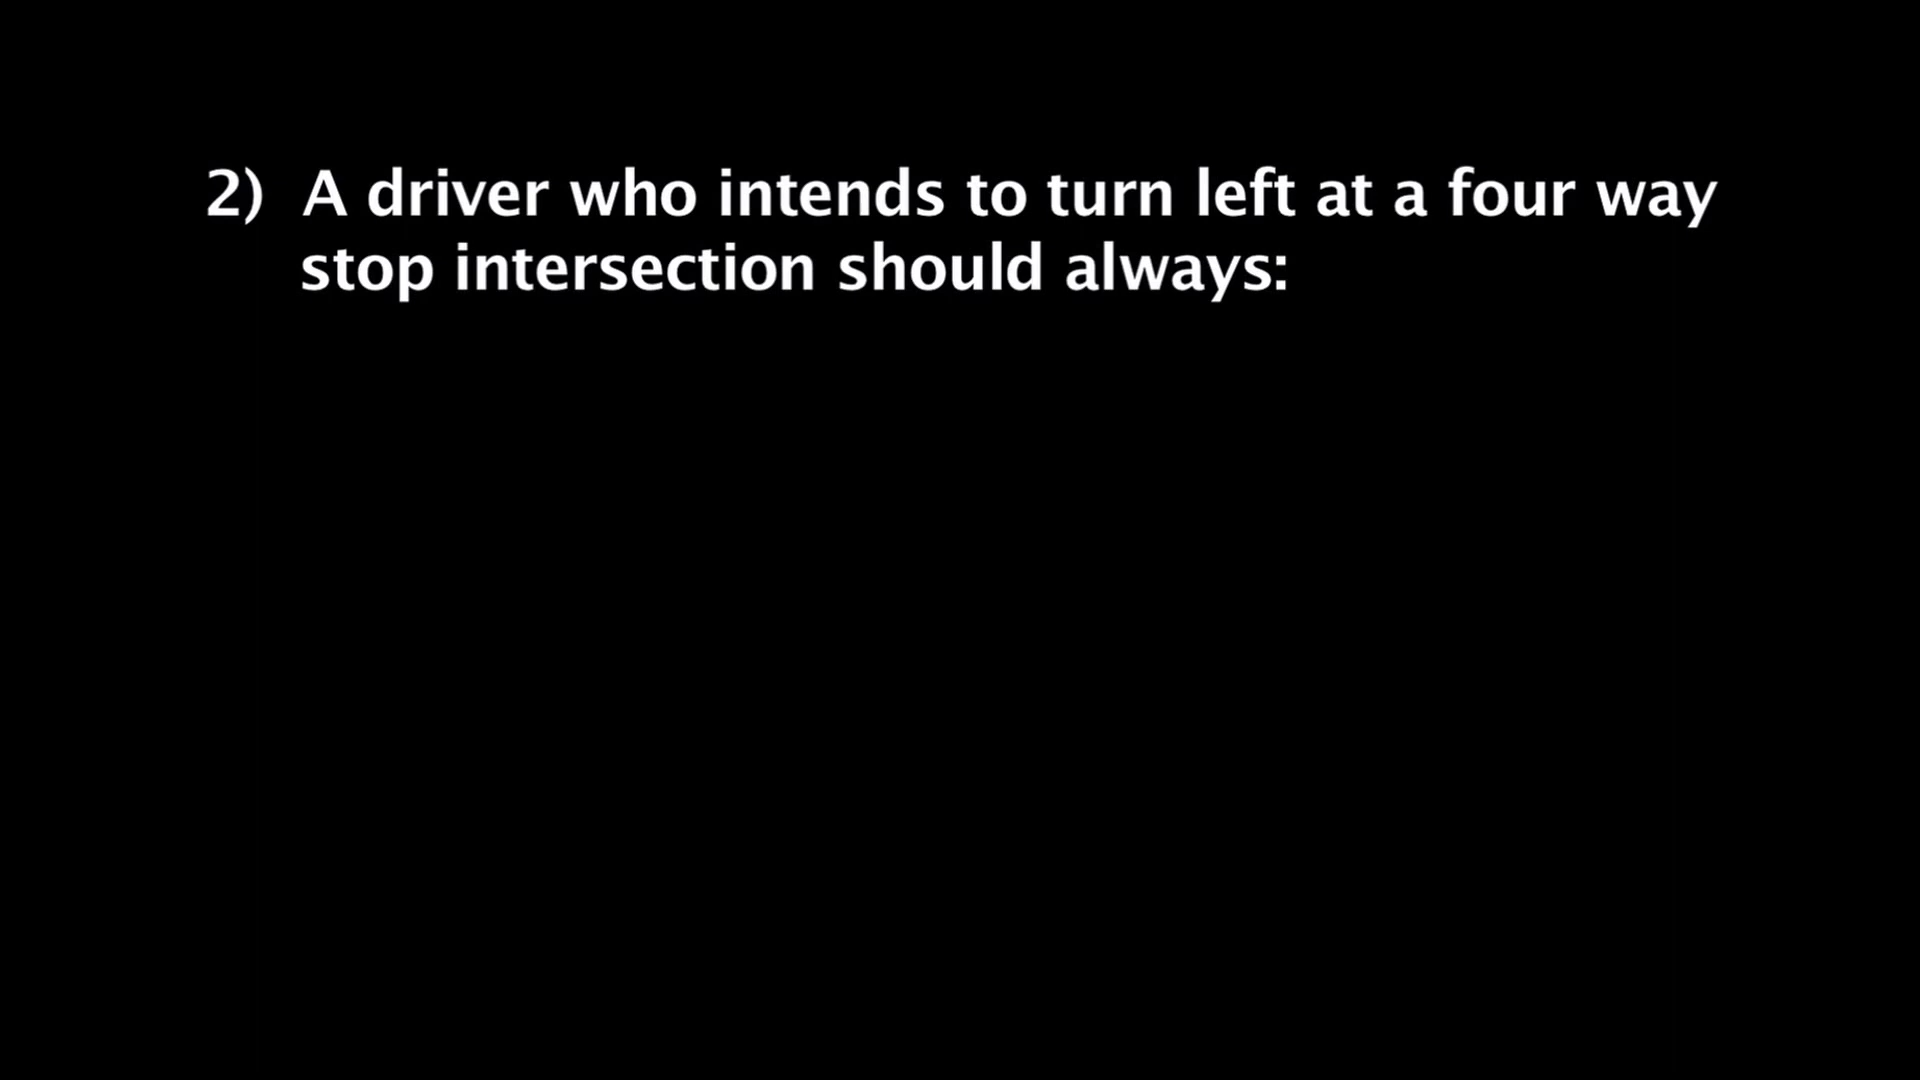 2) A driver who intends to turn left at a four way
stop intersection should always: